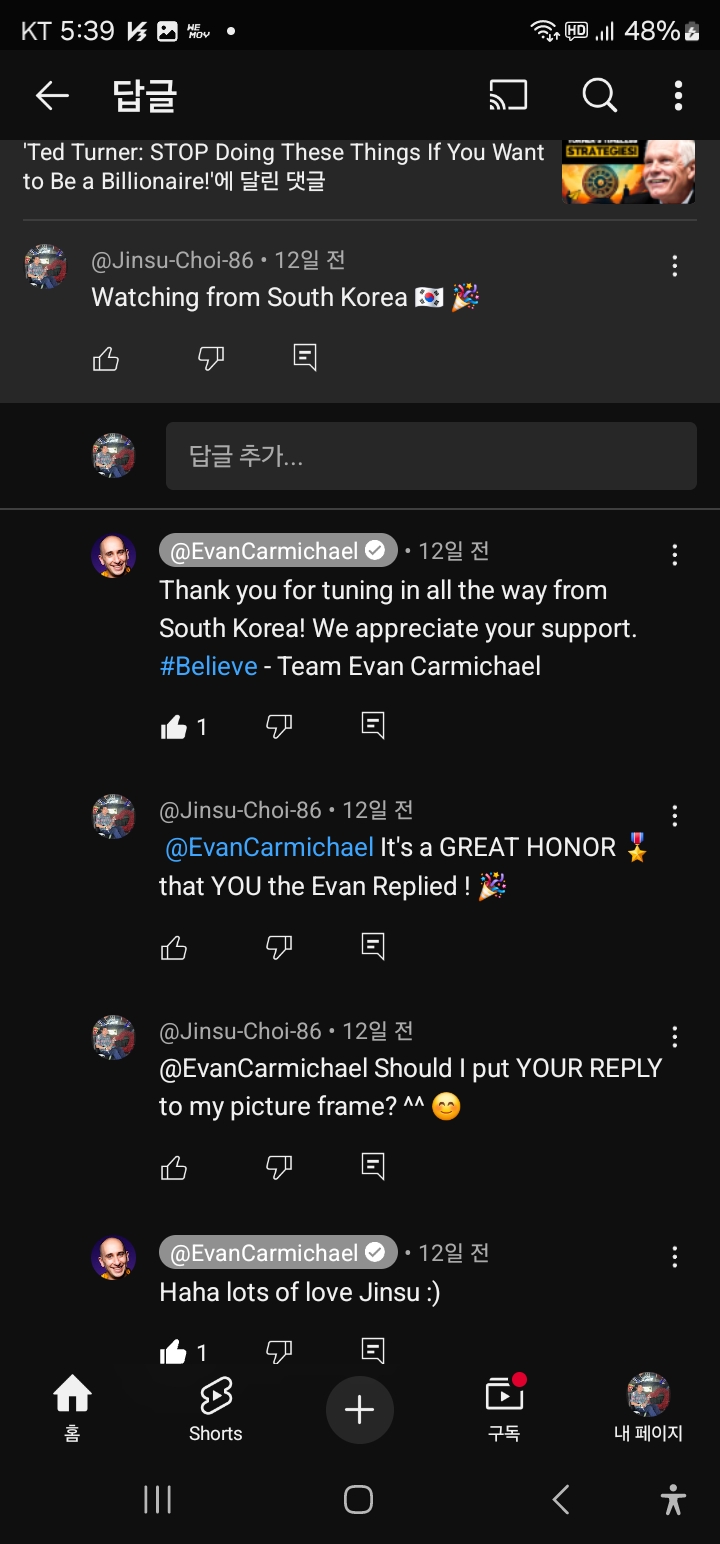 KT 5:39
HD
48%
답글
'Ted Turner: STOP Doing These Things If You Want
to Be a Billionaire!'에 달린 댓글
STRATEGIES!
@Jinsu-Choi-86 • 12일 전
Watching from South Korea 🇰🇷 🎉
답글 추가...
@EvanCarmichael • 12일 전
Thank you for tuning in all the way from
South Korea! We appreciate your support.
#Believe - Team Evan Carmichael
1
@Jinsu-Choi-86 • 12일 전
@EvanCarmichael It's a GREAT HONOR 🎖️
that YOU the Evan Replied ! 🎉
@Jinsu-Choi-86 • 12일 전
@EvanCarmichael Should I put YOUR REPLY
to my picture frame? ^^ 😊
@EvanCarmichael • 12일 전
Haha lots of love Jinsu :)
1
홈
Shorts
구독
내 페이지